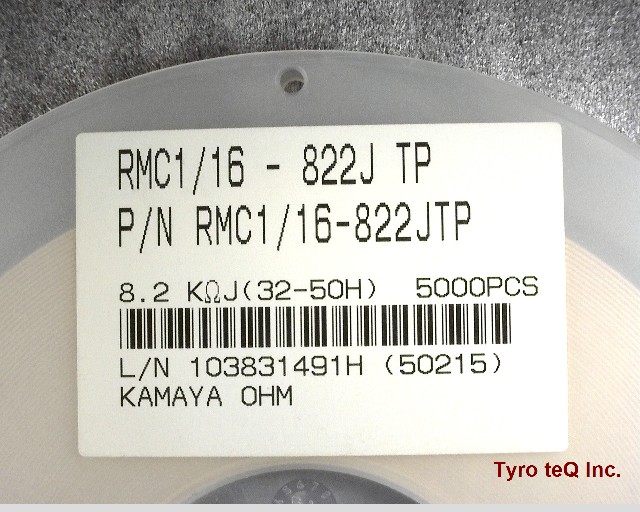 RMC1/16 - 822J TP
P/N RMC1/16-822JTP
8.2 KΩJ(32-50H) 5000PCS
L/N 103831491H (50215)
KAMAYA OHM
Tyro teQ Inc.